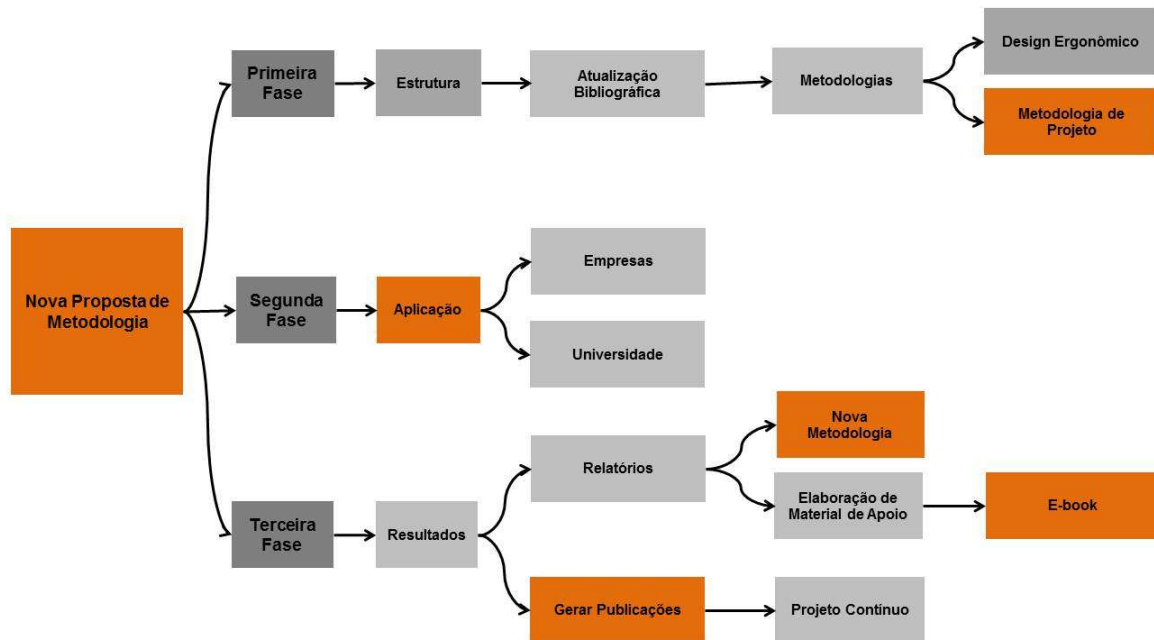 Primeira
Fase
Estrutura
Atualização
Bibliográfica
Metodologias
Design Ergonômico
Metodologia de
Projeto
Nova Proposta de
Metodologia
Segunda
Fase
Aplicação
Empresas
Universidade
Terceira
Fase
Resultados
Relatórios
Nova
Metodologia
Elaboração de
Material de Apoio
E-book
Gerar Publicações
Projeto Contínuo